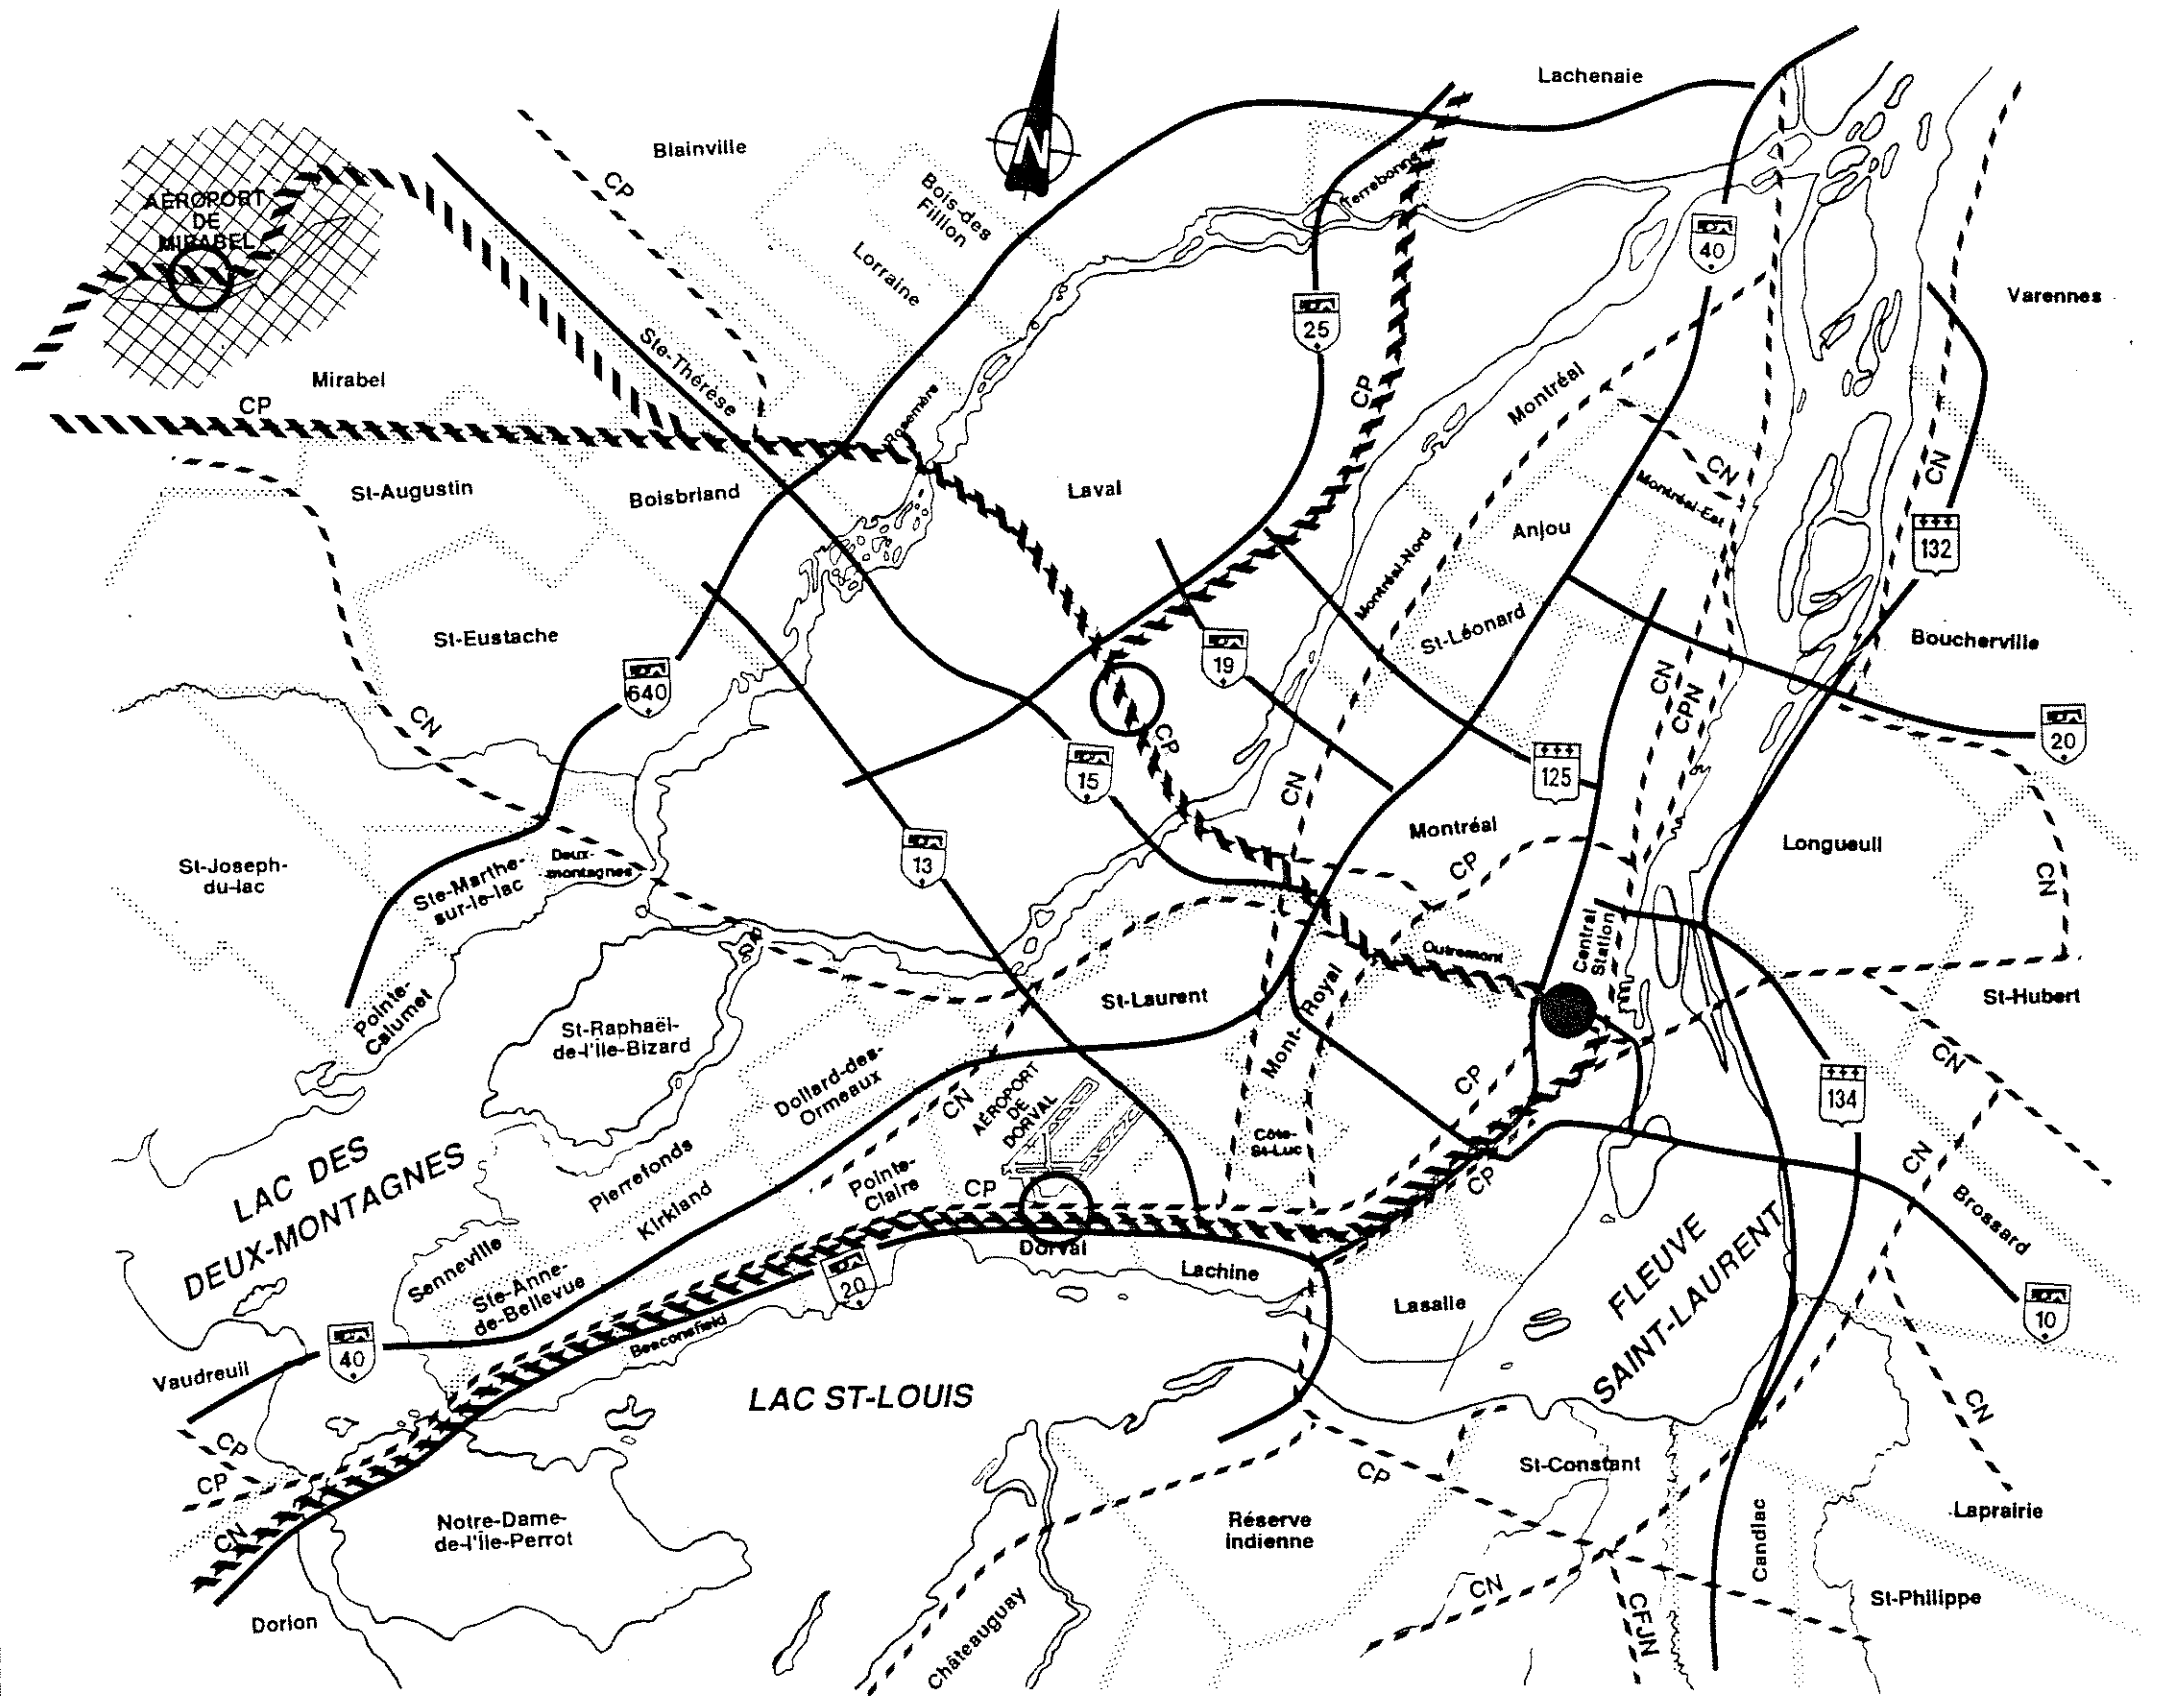 Lachenaie
Blainville
N
CP
Bois-des
Fillion
Terrebonne
AÉROPORT
DE
MIRABEL
40
Lorraine
25
Varennes
Ste-Thérèse
Mirabel
CP
Rosemère
CP
Montréal
St-Augustin
Boisbriand
Laval
CN
CN
Montréal-Est
Anjou
Montréal-Nord
132
St-Eustache
St-Léonard
Boucherville
640
19
CN
CPN
CN
CP
20
15
CN
125
Montréal
Longueuil
St-Joseph-
du-lac
Ste-Marthe-
sur-le-lac
Deux-
montagnes
13
CP
CN
Central
Station
Outremont
Pointe-
Calumet
St-Laurent
Mont-Royal
St-Hubert
St-Raphaël-
de-l'Île-Bizard
Dollard-des-
Ormeaux
CN
AÉROPORT
DE
DORVAL
CP
CN
134
LAC DES
DEUX-MONTAGNES
Pierrefonds
Kirkland
Pointe-
Claire
CP
Côte-
St-Luc
CP
CN
Brossard
Senneville
Ste-Anne-
de-Bellevue
Dorval
Lachine
20
FLEUVE
SAINT-LAURENT
Lasalle
10
Beaconsfield
40
Vaudreuil
LAC ST-LOUIS
CP
CP
CN
CN
Notre-Dame-
de-l'Île-Perrot
CP
Réserve
indienne
St-Constant
Laprairie
Candiac
Dorion
Châteauguay
CN
CFJN
St-Philippe